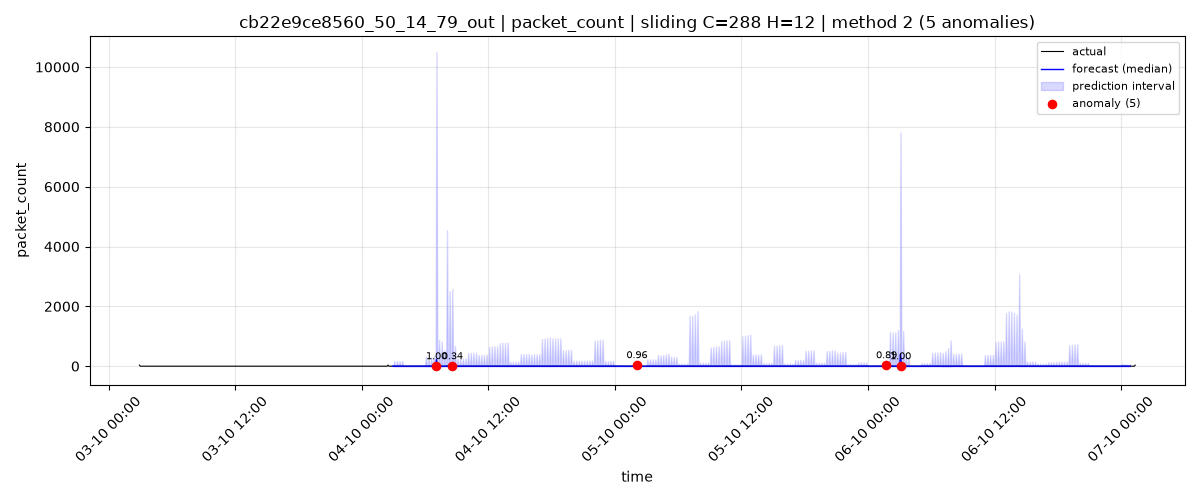 cb22e9ce8560_50_14_79_out | packet_count | sliding C=288 H=12 | method 2 (5 anomalies)
actual
forecast (median)
prediction interval
anomaly (5)
packet_count
10000
8000
6000
4000
2000
0
1.00
0.34
0.96
0.89
1.00
03-10 00:00
03-10 12:00
04-10 00:00
04-10 12:00
05-10 00:00
05-10 12:00
06-10 00:00
06-10 12:00
07-10 00:00
time